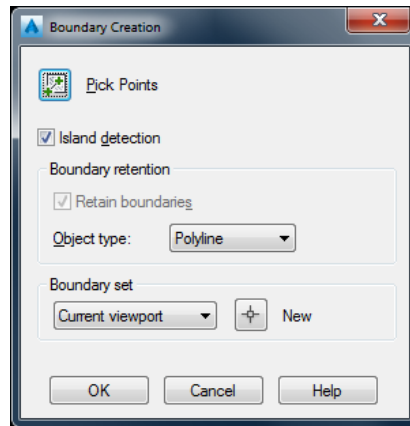 Boundary Creation
Pick Points
Island detection
Boundary retention
Retain boundaries
Object type: Polyline
Boundary set
Current viewport New
OK Cancel Help